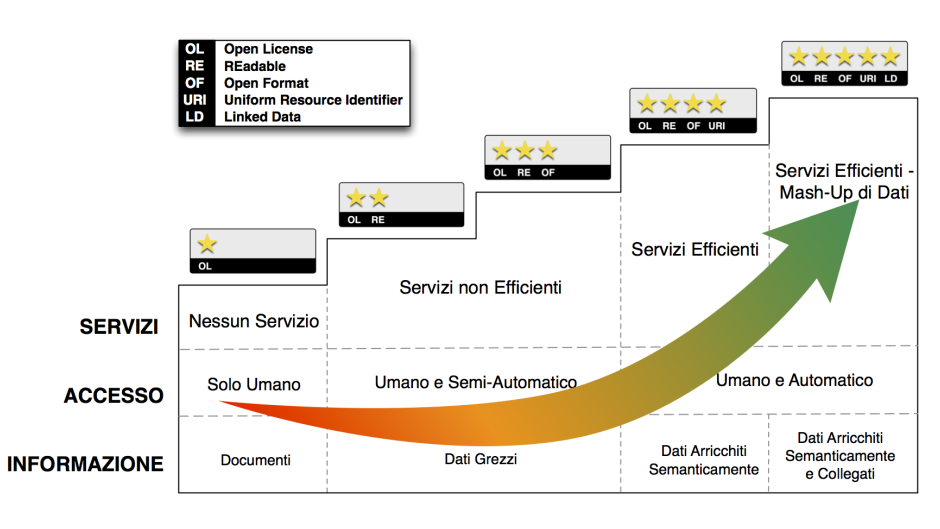 OL Open License
RE REadable
OF Open Format
URI Uniform Resource Identifier
LD Linked Data
OL RE OF URI LD
OL RE OF URI
OL RE OF
OL RE
OL
Servizi Efficienti -
Mash-Up di Dati
Servizi Efficienti
Servizi non Efficienti
Nessun Servizio
SERVIZI
ACCESSO
Solo Umano
Umano e Semi-Automatico
Umano e Automatico
INFORMAZIONE
Documenti
Dati Grezzi
Dati Arricchiti
Semanticamente
Dati Arricchiti
Semanticamente
e Collegati